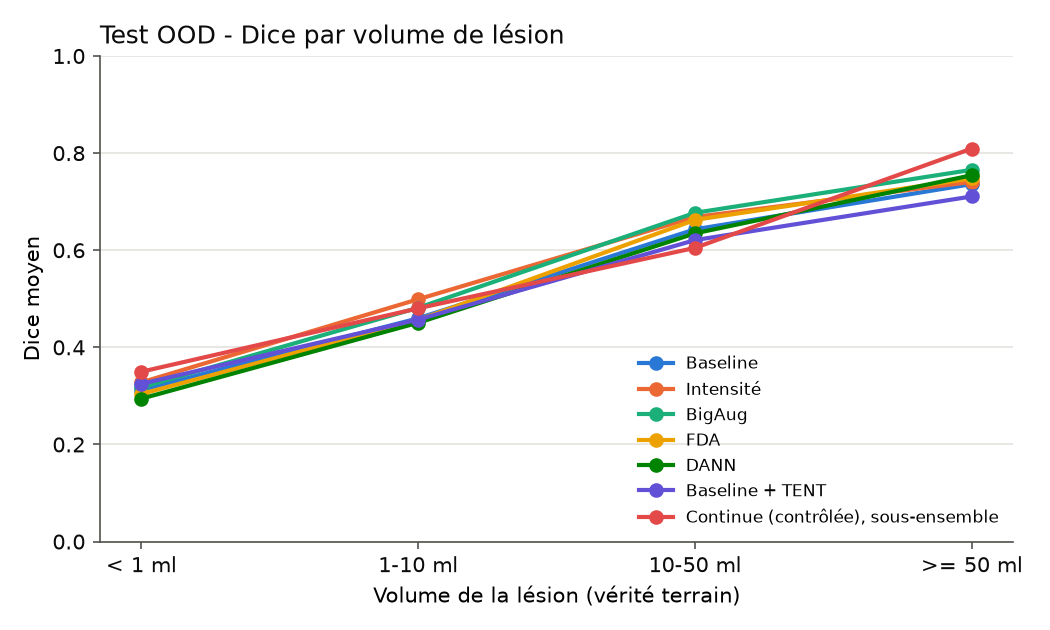 Test OOD - Dice par volume de lésion
1.0
0.8
0.6
0.4
0.2
0.0
Dice moyen
Baseline
Intensité
BigAug
FDA
DANN
Baseline + TENT
Continue (contrôlée), sous-ensemble
< 1 ml
1-10 ml
10-50 ml
>= 50 ml
Volume de la lésion (vérité terrain)